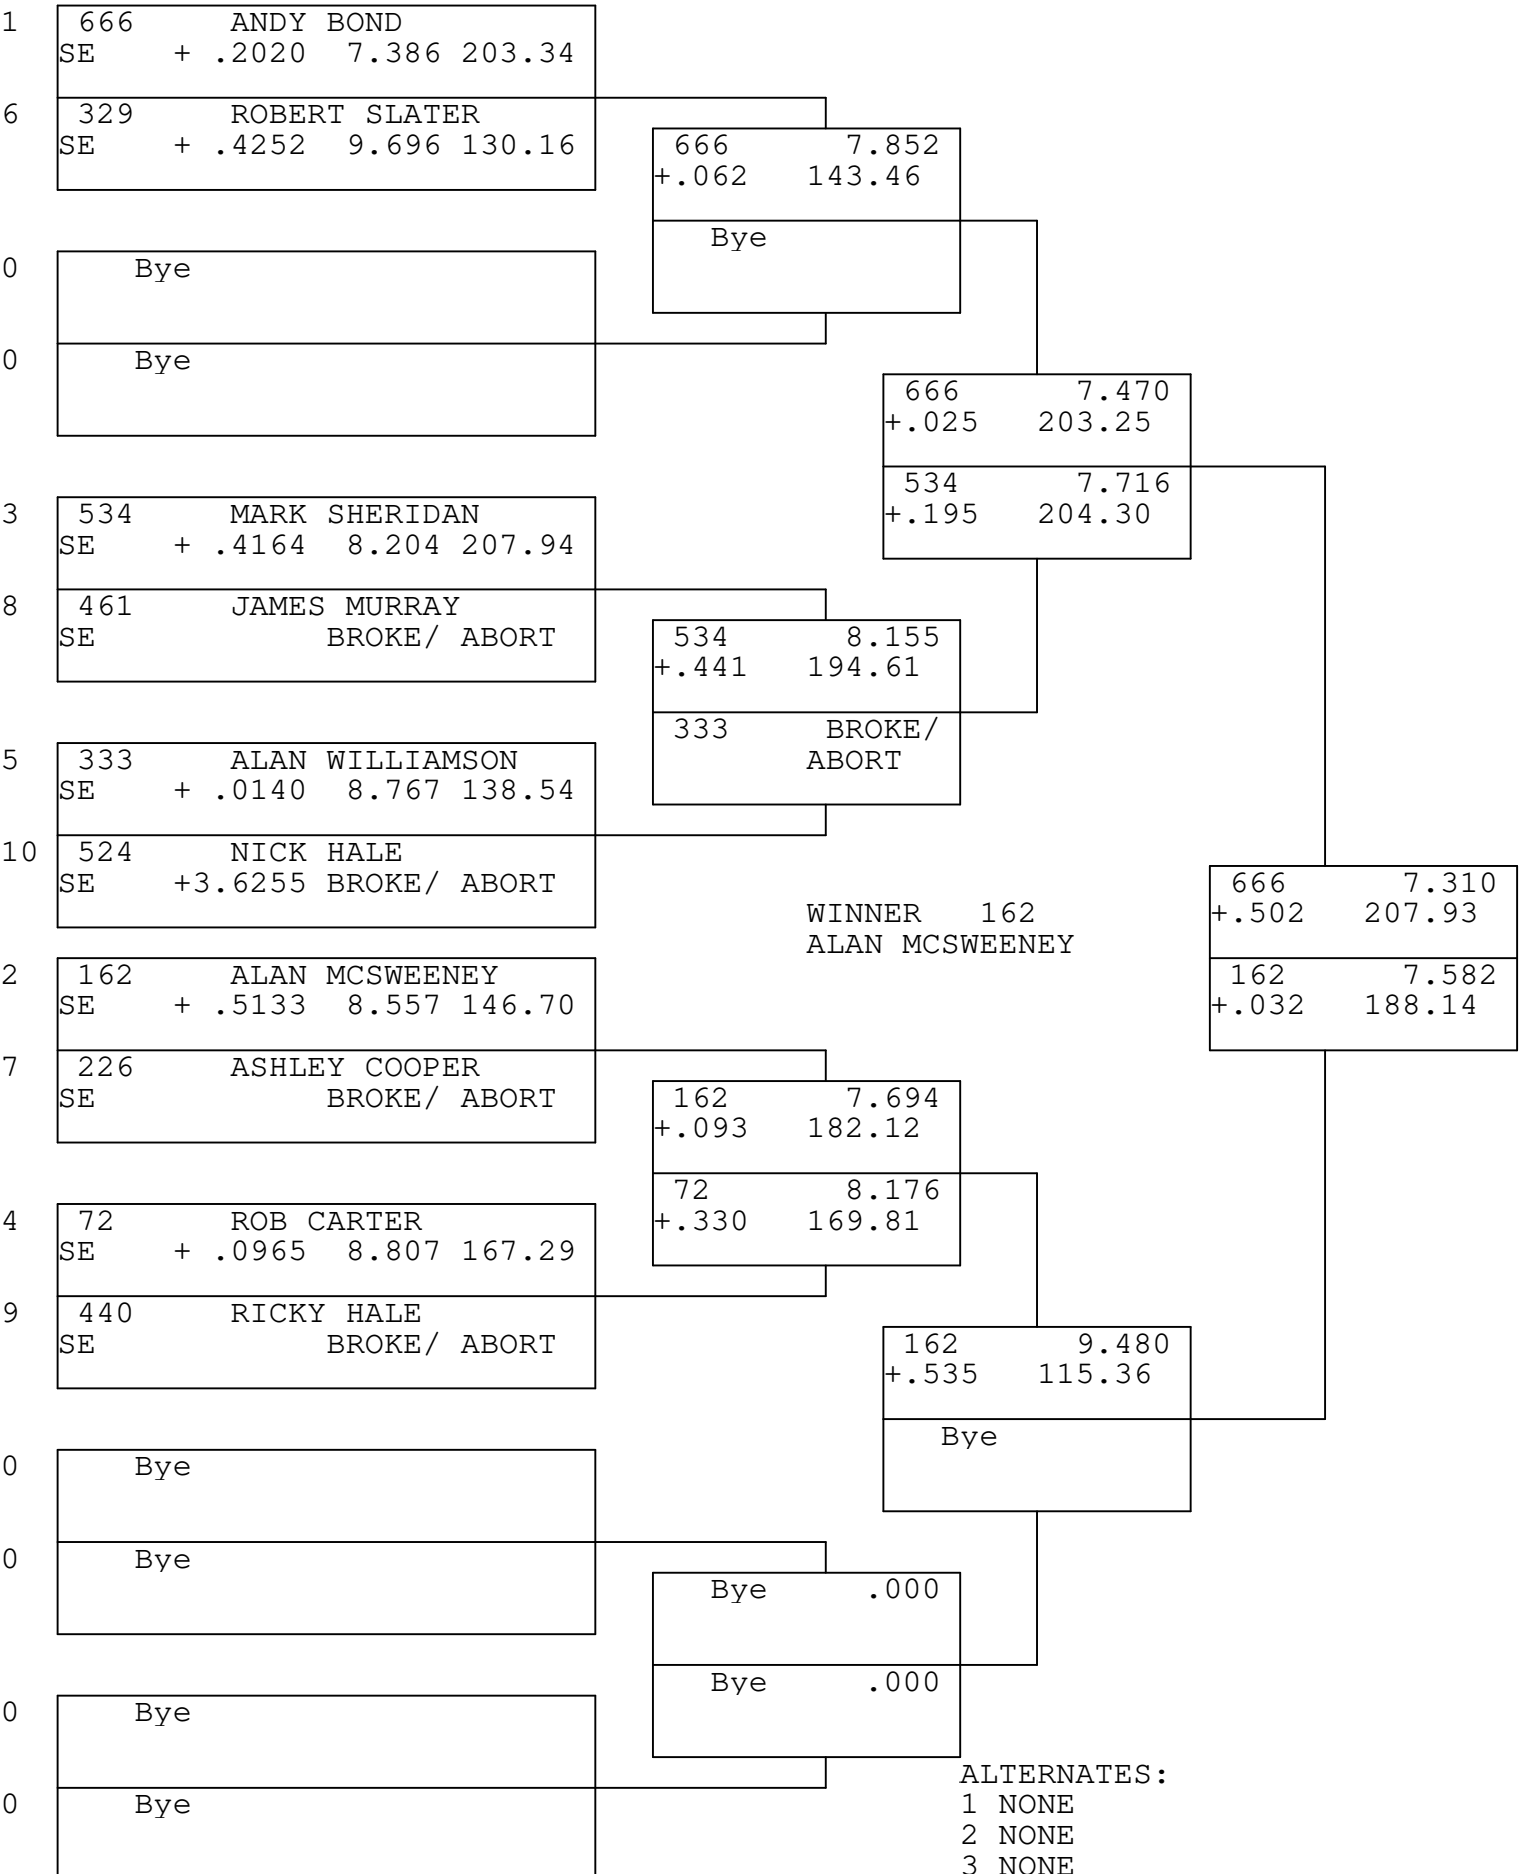 1 666 ANDY BOND
SE + .2020 7.386 203.34
6 329 ROBERT SLATER
SE + .4252 9.696 130.16
666 7.852
+.062 143.46
Bye
0 Bye
0 Bye
666 7.470
+.025 203.25
534 7.716
+.195 204.30
3 534 MARK SHERIDAN
SE + .4164 8.204 207.94
8 461 JAMES MURRAY
SE BROKE/ ABORT
534 8.155
+.441 194.61
333 BROKE/
ABORT
5 333 ALAN WILLIAMSON
SE + .0140 8.767 138.54
10 524 NICK HALE
SE +3.6255 BROKE/ ABORT
WINNER 162
ALAN MCSWEENEY
666 7.310
+.502 207.93
162 7.582
+.032 188.14
2 162 ALAN MCSWEENEY
SE + .5133 8.557 146.70
7 226 ASHLEY COOPER
SE BROKE/ ABORT
162 7.694
+.093 182.12
72 8.176
+.330 169.81
4 72 ROB CARTER
SE + .0965 8.807 167.29
9 440 RICKY HALE
SE BROKE/ ABORT
162 9.480
+.535 115.36
Bye
0 Bye
0 Bye
Bye .000
Bye .000
0 Bye
0 Bye
ALTERNATES:
1 NONE
2 NONE
3 NONE